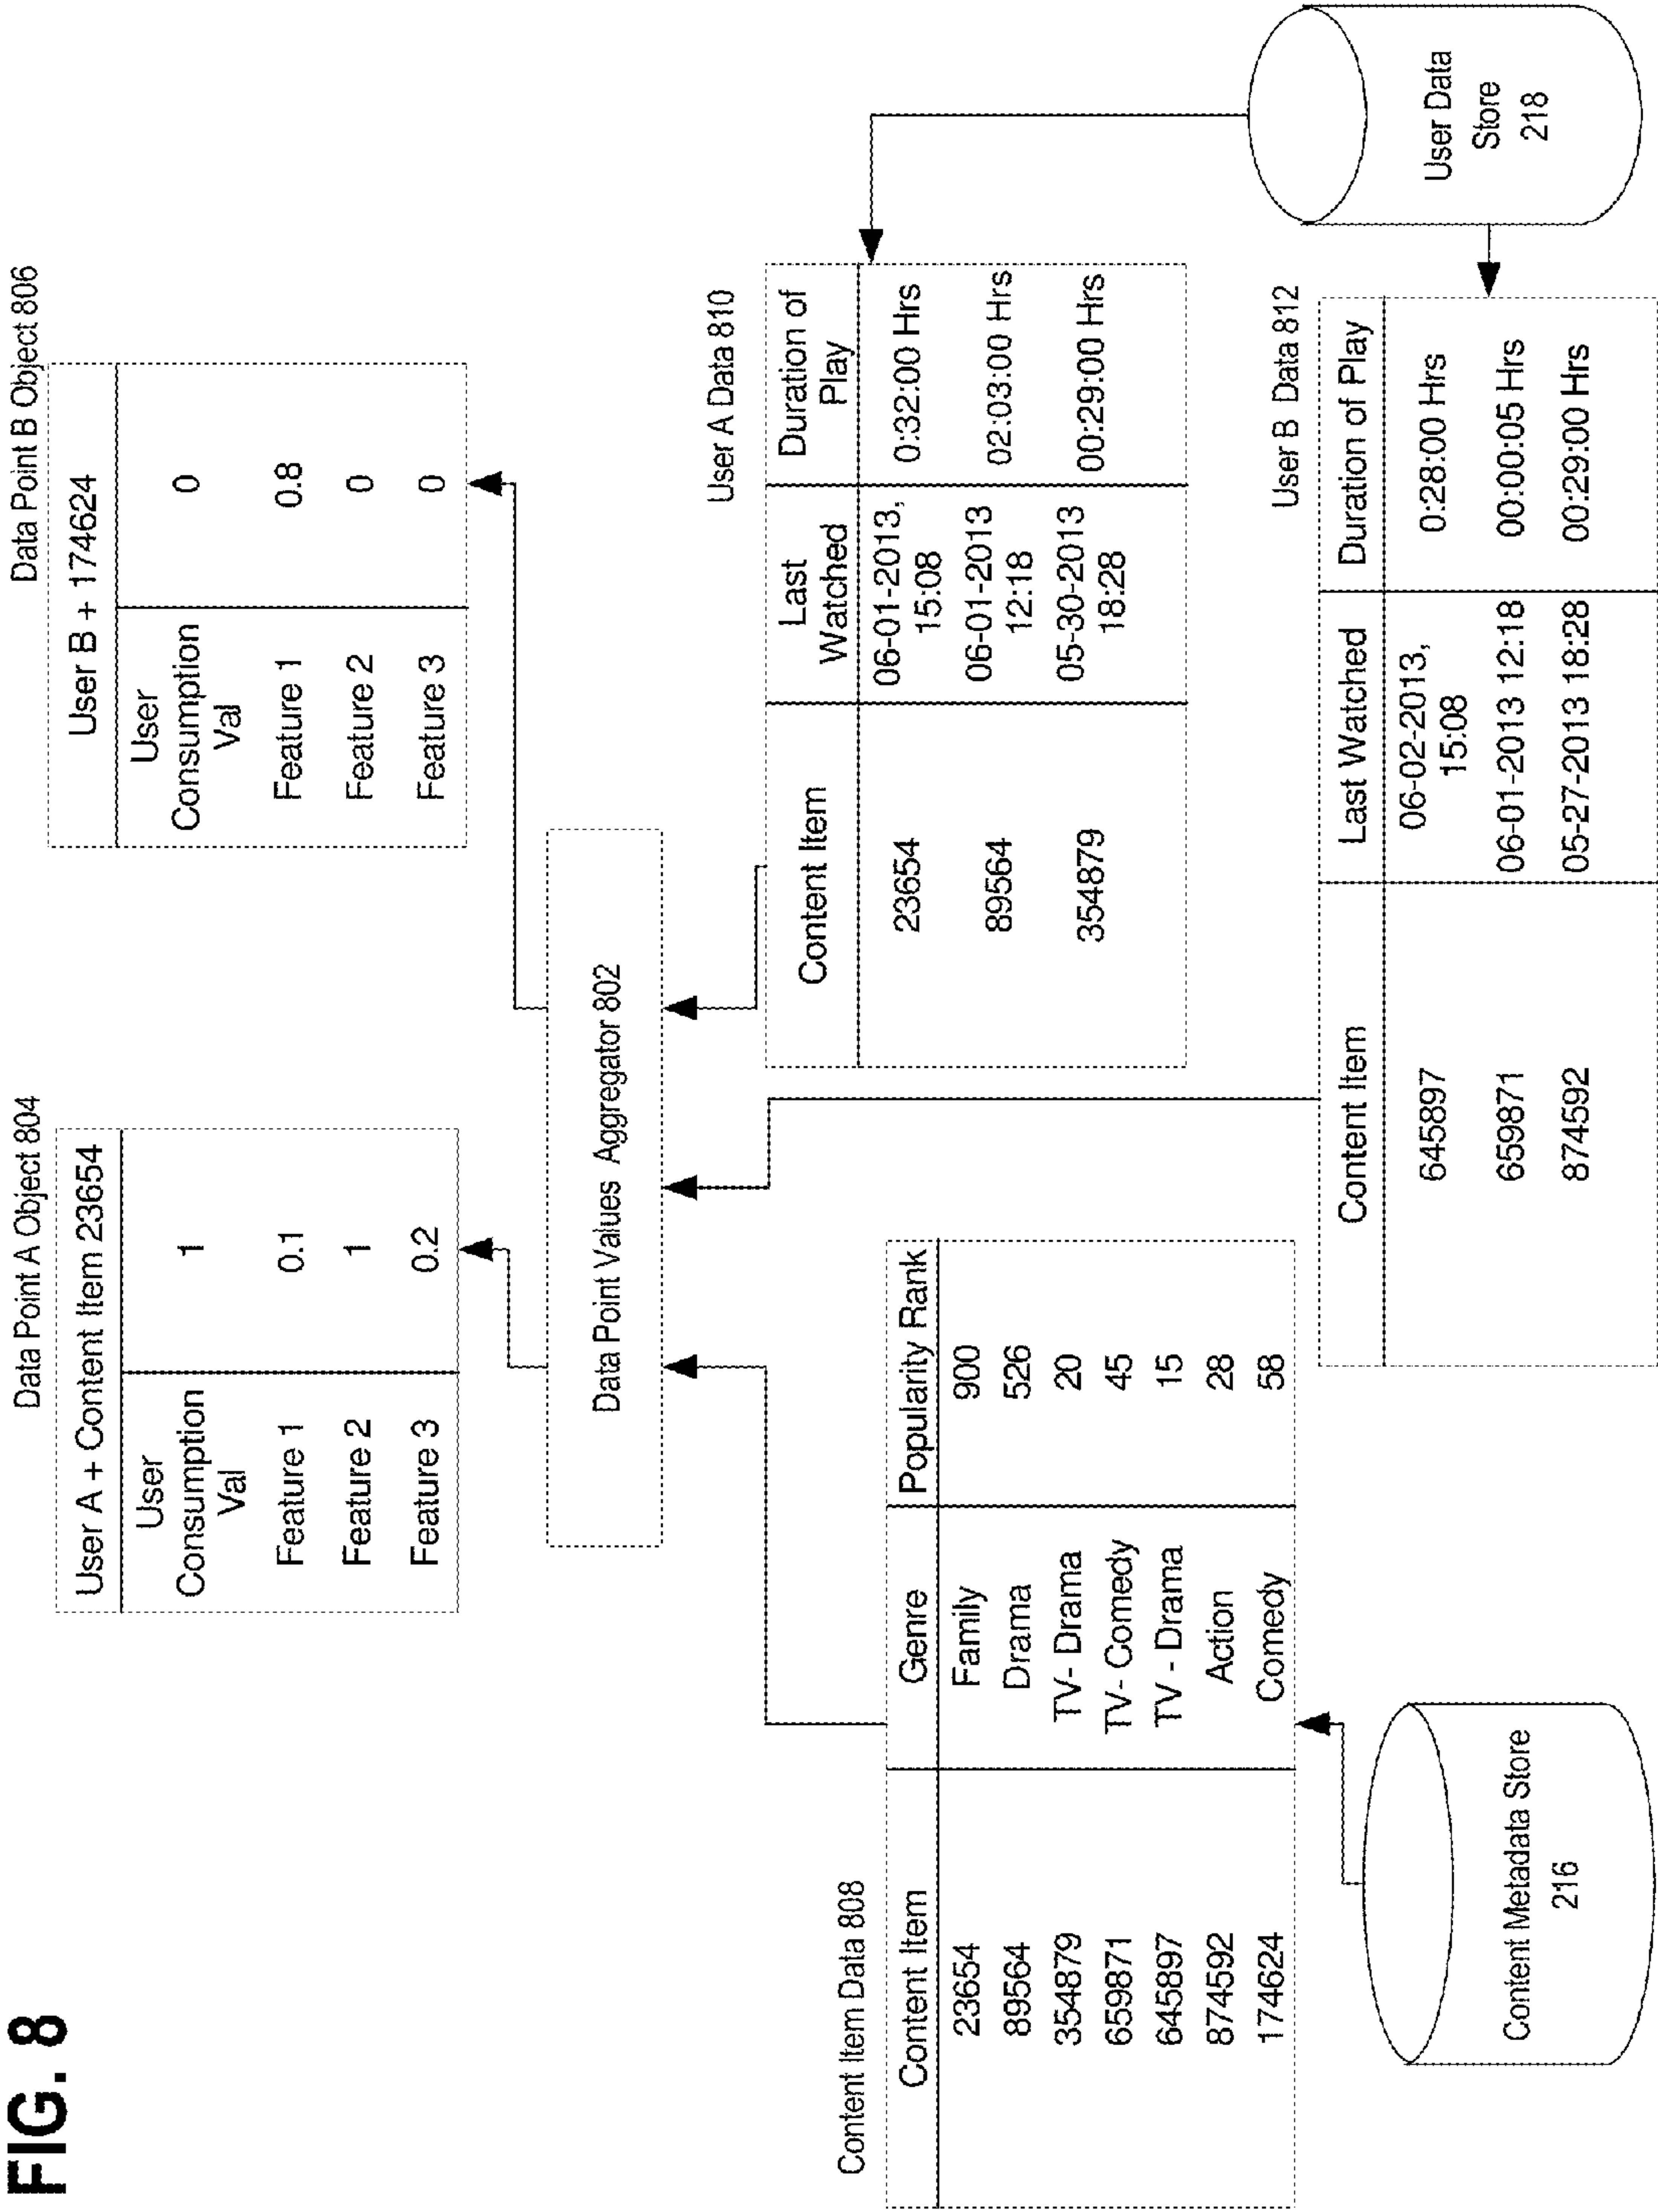 FIG. 8
Data Point A Object 804
User A + Content Item 23654
User
Consumption
Val
1
Feature 1
0.1
Feature 2
1
Feature 3
0.2
Data Point B Object 806
User B + 174624
User
Consumption
Val
0
Feature 1
0.8
Feature 2
0
Feature 3
0
Data Point Values Aggregator 802
Content Item Data 808
Content Item Genre Popularity Rank
23654 Family 900
89564 Drama 526
354879 TV- Drama 20
659871 TV- Comedy 45
645897 TV - Drama 15
874592 Action 28
174624 Comedy 58
Content Metadata Store
216
User A Data 810
Content Item
Last
Watched
Duration of
Play
23654
06-01-2013,
15:08
0:32:00 Hrs
89564
06-01-2013
12:18
02:03:00 Hrs
354879
05-30-2013
18:28
00:29:00 Hrs
User B Data 812
Content Item Last Watched Duration of Play
645897
06-02-2013,
15:08
0:28:00 Hrs
659871 06-01-2013 12:18 00:00:05 Hrs
874592 05-27-2013 18:28 00:29:00 Hrs
User Data
Store
218